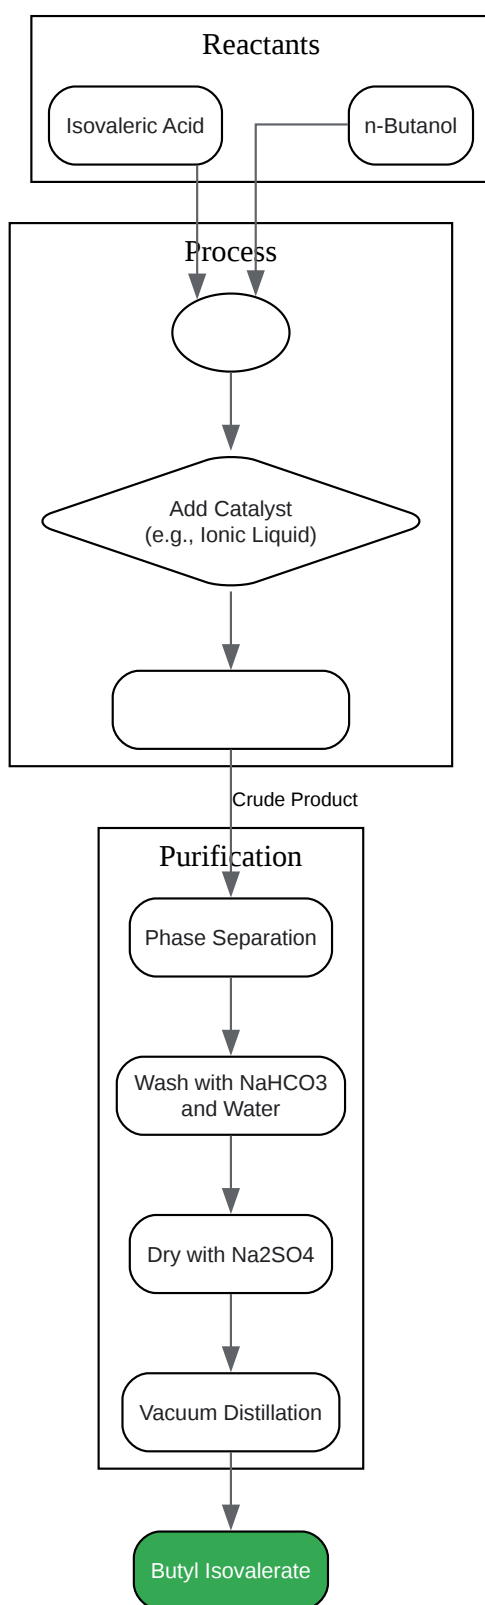 Reactants
Isovaleric Acid
n-Butanol
Process
Add Catalyst
(e.g., Ionic Liquid)
Crude Product
Purification
Phase Separation
Wash with NaHCO3
and Water
Dry with Na2SO4
Vacuum Distillation
Butyl Isovalerate